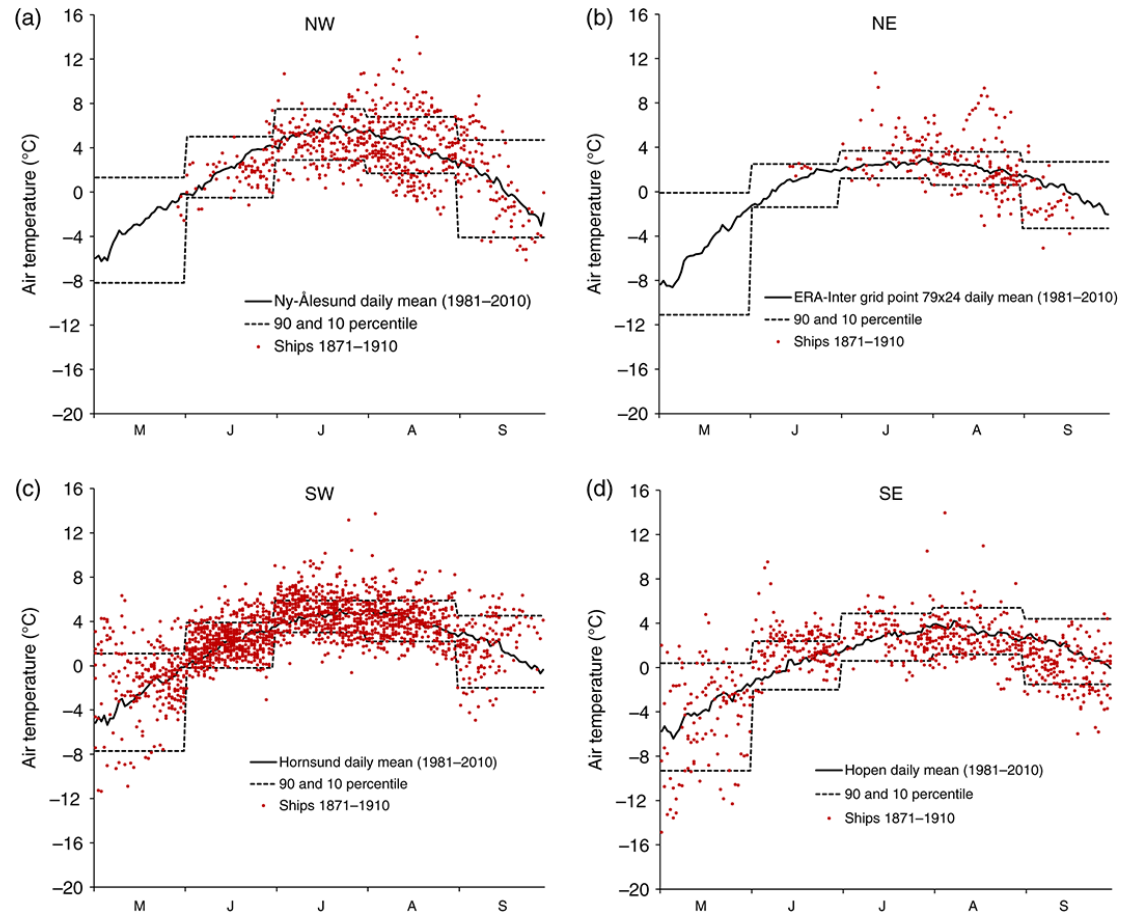 (a)
NW
Air temperature (°C)
16
12
8
4
0
−4
−8
−12
−16
−20
Ny-Ålesund daily mean (1981–2010)
90 and 10 percentile
Ships 1871–1910
M J J A S
(b)
NE
Air temperature (°C)
16
12
8
4
0
−4
−8
−12
−16
−20
ERA-Inter grid point 79x24 daily mean (1981–2010)
90 and 10 percentile
Ships 1871–1910
M J J A S
(c)
SW
Air temperature (°C)
16
12
8
4
0
−4
−8
−12
−16
−20
Hornsund daily mean (1981–2010)
90 and 10 percentile
Ships 1871–1910
M J J A S
(d)
SE
Air temperature (°C)
16
12
8
4
0
−4
−8
−12
−16
−20
Hopen daily mean (1981–2010)
90 and 10 percentile
Ships 1871–1910
M J J A S